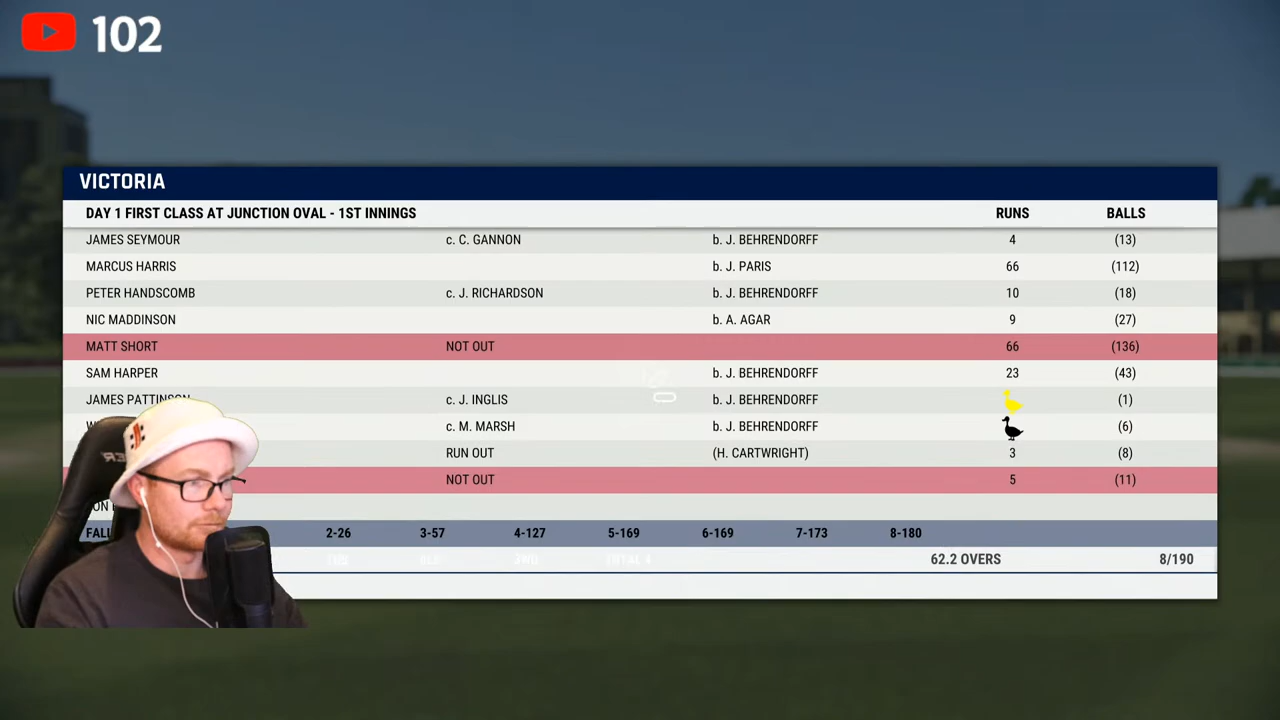 102
VICTORIA
DAY 1 FIRST CLASS AT JUNCTION OVAL - 1ST INNINGS RUNS BALLS
JAMES SEYMOUR c. C. GANNON b. J. BEHRENDORFF 4 (13)
MARCUS HARRIS b. J. PARIS 66 (112)
PETER HANDSCOMB c. J. RICHARDSON b. J. BEHRENDORFF 10 (18)
NIC MADDINSON b. A. AGAR 9 (27)
MATT SHORT NOT OUT 66 (136)
SAM HARPER b. J. BEHRENDORFF 23 (43)
JAMES PATTINSON c. J. INGLIS b. J. BEHRENDORFF (1)
c. M. MARSH b. J. BEHRENDORFF (6)
RUN OUT (H. CARTWRIGHT) 3 (8)
NOT OUT 5 (11)
2-26 3-57 4-127 5-169 6-169 7-173 8-180
62.2 OVERS 8/190